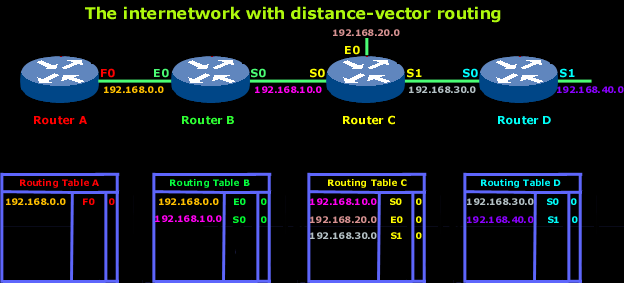 The internetwork with distance-vector routing
192.168.20.0
E0
F0 E0 S0 S0 S1 S0 S1
192.168.0.0 192.168.10.0 192.168.30.0 192.168.40.0
Router A Router B Router C Router D
Routing Table A
192.168.0.0 F0 0
Routing Table B
192.168.0.0 E0 0
192.168.10.0 S0 0
Routing Table C
192.168.10.0 S0 0
192.168.20.0 E0 0
192.168.30.0 S1 0
Routing Table D
192.168.30.0 S0 0
192.168.40.0 S1 0